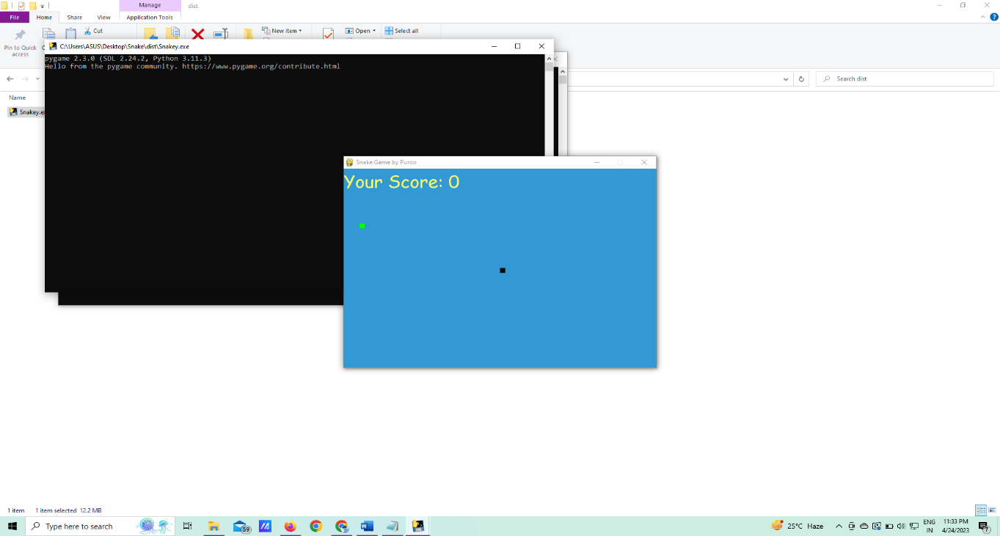 Manage
dist
File
Home
Share
View
Application Tools
Pin to Quick
access
Cut
New item
Open
Select all
C:\Users\ASUS\Desktop\Snake\dist\Snakey.exe
pygame 2.3.0 (SDL 2.24.2, Python 3.11.3)
Hello from the pygame community. https://www.pygame.org/contribute.html
Search dist
Name
Snakey.ex
Snake Game by Puroo
Your Score: 0
1 item
1 item selected 12.2 MB
Type here to search
59
25°C Haze
ENG
IN
11:33 PM
4/24/2023
7